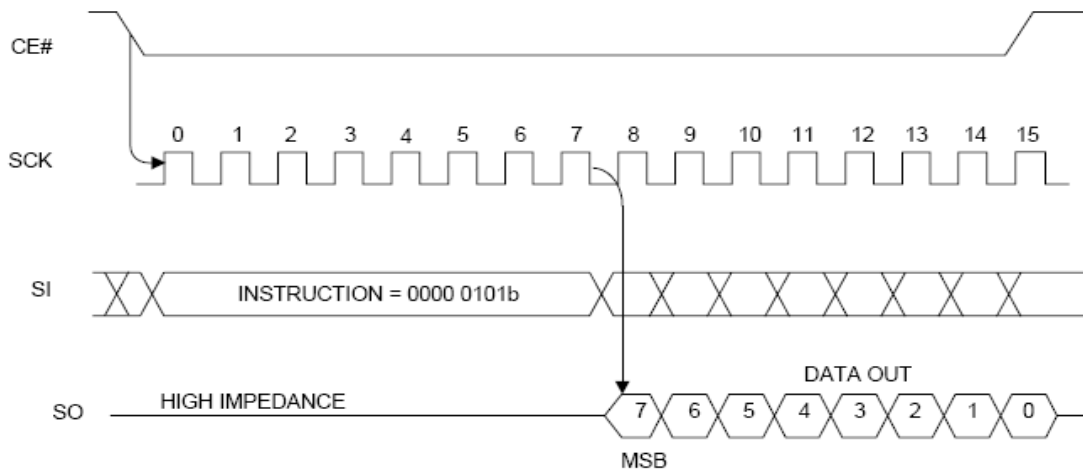 CE#
0 1 2 3 4 5 6 7 8 9 10 11 12 13 14 15
SCK
SI
INSTRUCTION = 0000 0101b
DATA OUT
HIGH IMPEDANCE
SO
7 6 5 4 3 2 1 0
MSB